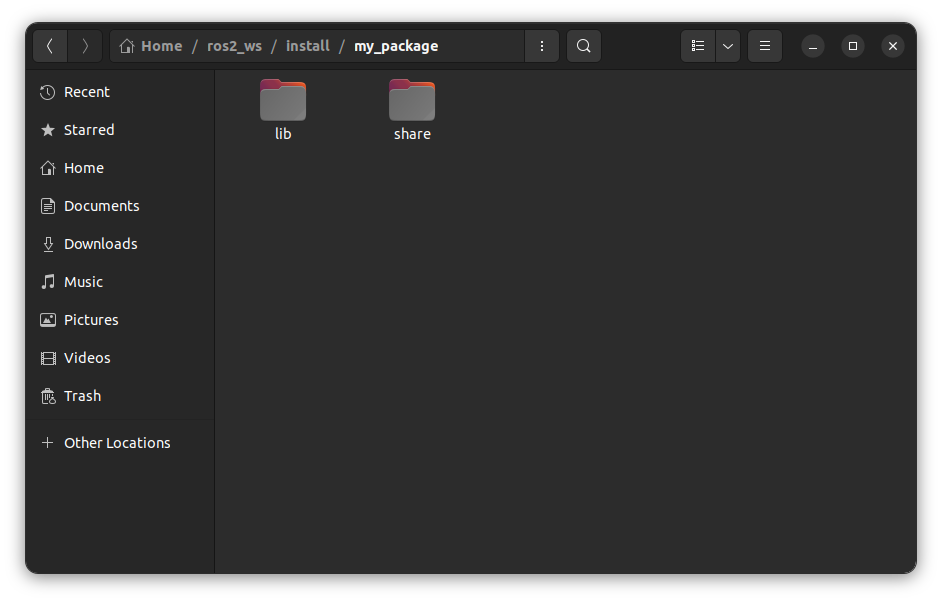 Home / ros2_ws / install / my_package
Recent
Starred
Home
Documents
Downloads
Music
Pictures
Videos
Trash
Other Locations
lib
share